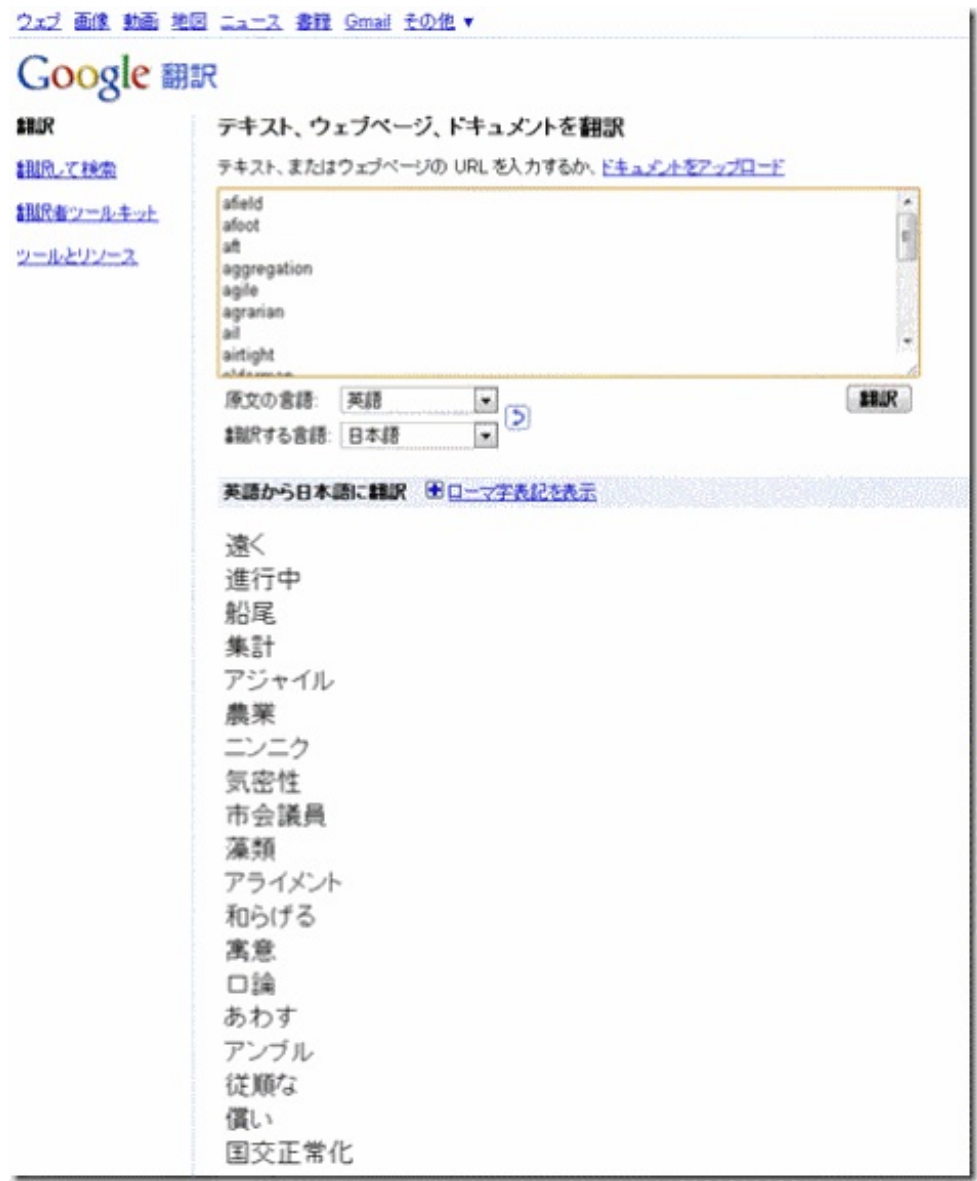 ウェブ 画像 動画 地図 ニュース 書籍 Gmail その他 ▼
Google 翻訳
翻訳
翻訳して検索
翻訳者ツールキット
ツールとリソース
テキスト、ウェブページ、ドキュメントを翻訳
テキスト、またはウェブページの URL を入力するか、ドキュメントをアップロード
afield
afoot
aft
aggregation
agile
agrarian
ail
airtight
原文の言語: 英語
翻訳する言語: 日本語
翻訳
英語から日本語に翻訳 ローマ字表記を表示
遠く
進行中
船尾
集計
アジャイル
農業
ニンニク
気密性
市会議員
藻類
アライメント
和らげる
寓意
口論
あわす
アンブル
従順な
償い
国交正常化